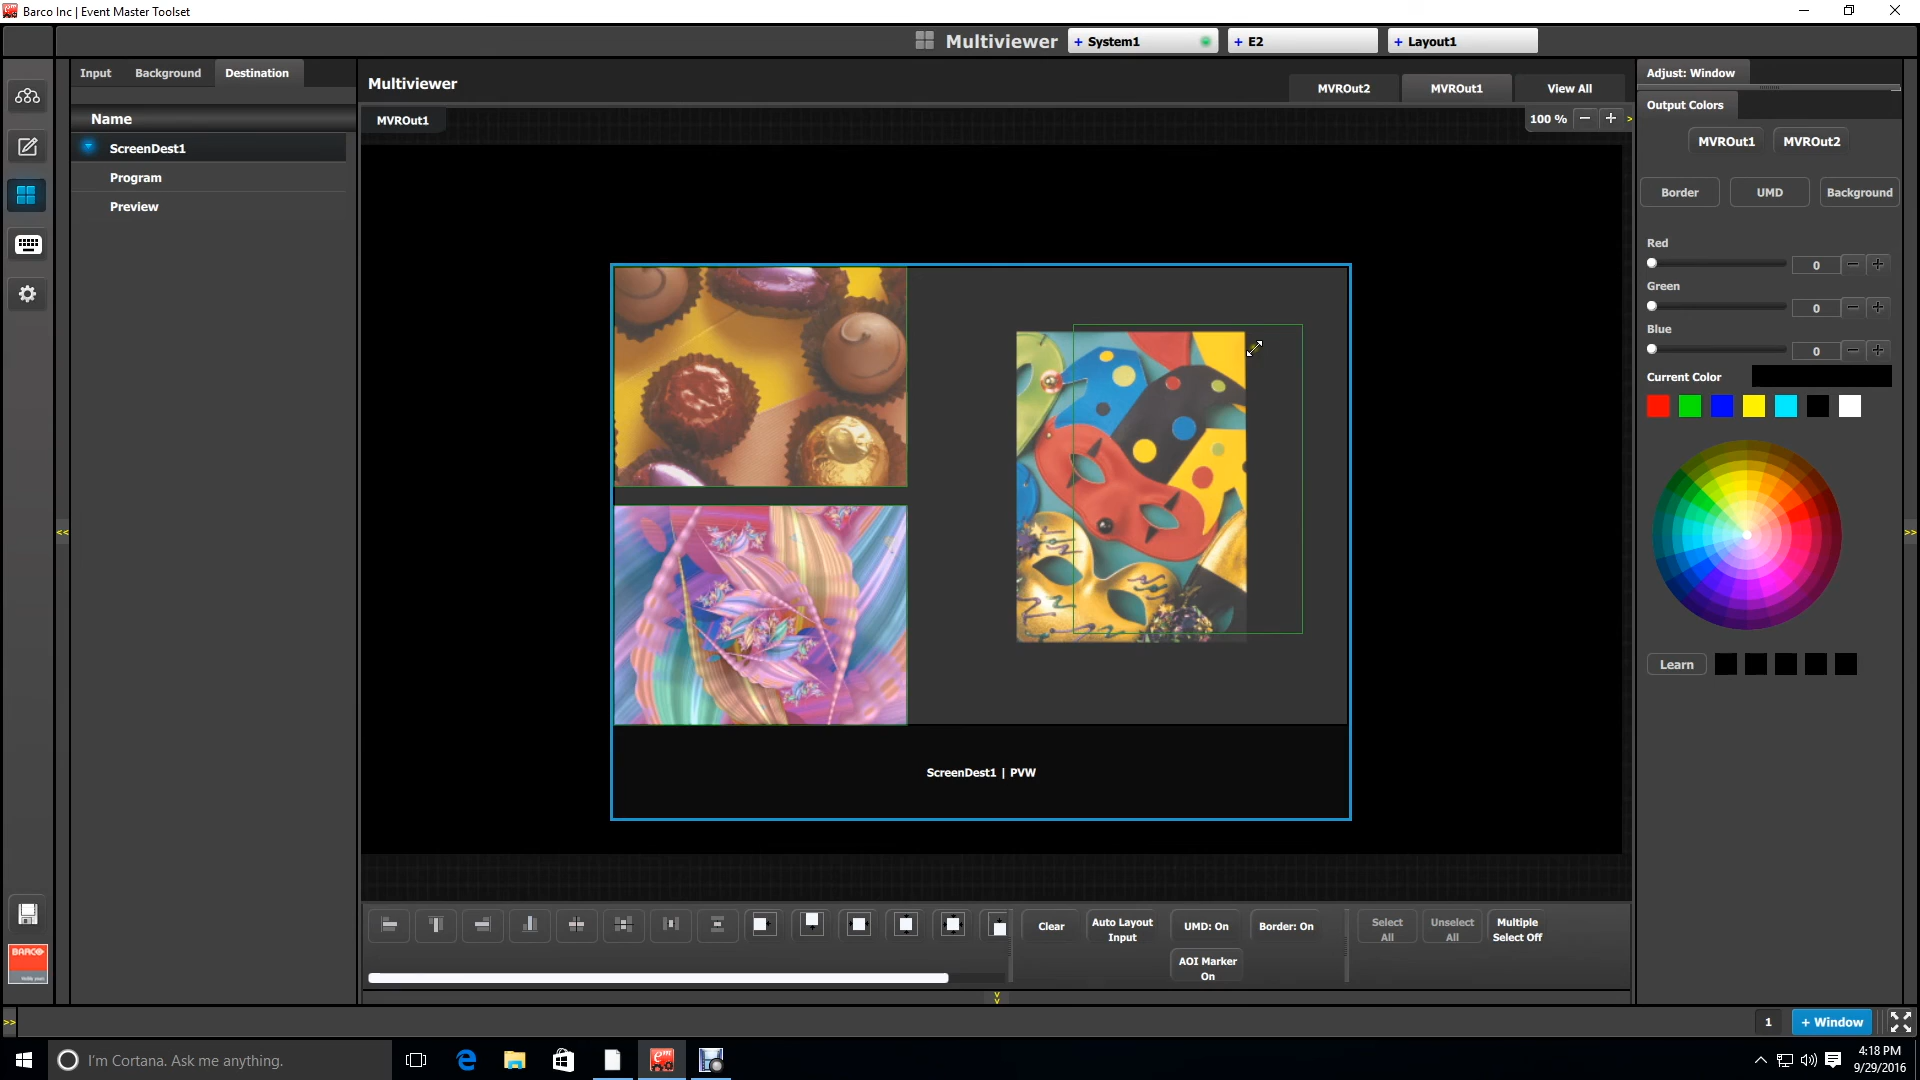 Barco Inc | Event Master Toolset
Multiviewer
+ System1
+ E2
+ Layout1
Input
Background
Destination
Name
ScreenDest1
Program
Preview
Multiviewer
MVROut2
MVROut1
View All
MVROut1
100 %
>
ScreenDest1 | PVW
Adjust: Window
Output Colors
MVROut1
MVROut2
Border
UMD
Background
Red
0
Green
0
Blue
0
Current Color
Learn
<<
>>
Clear
Auto Layout
Input
UMD: On
Border: On
AOI Marker
On
Select
All
Unselect
All
Multiple
Select Off
BARCO
>>
1
+ Window
I'm Cortana. Ask me anything.
4:18 PM
9/29/2016